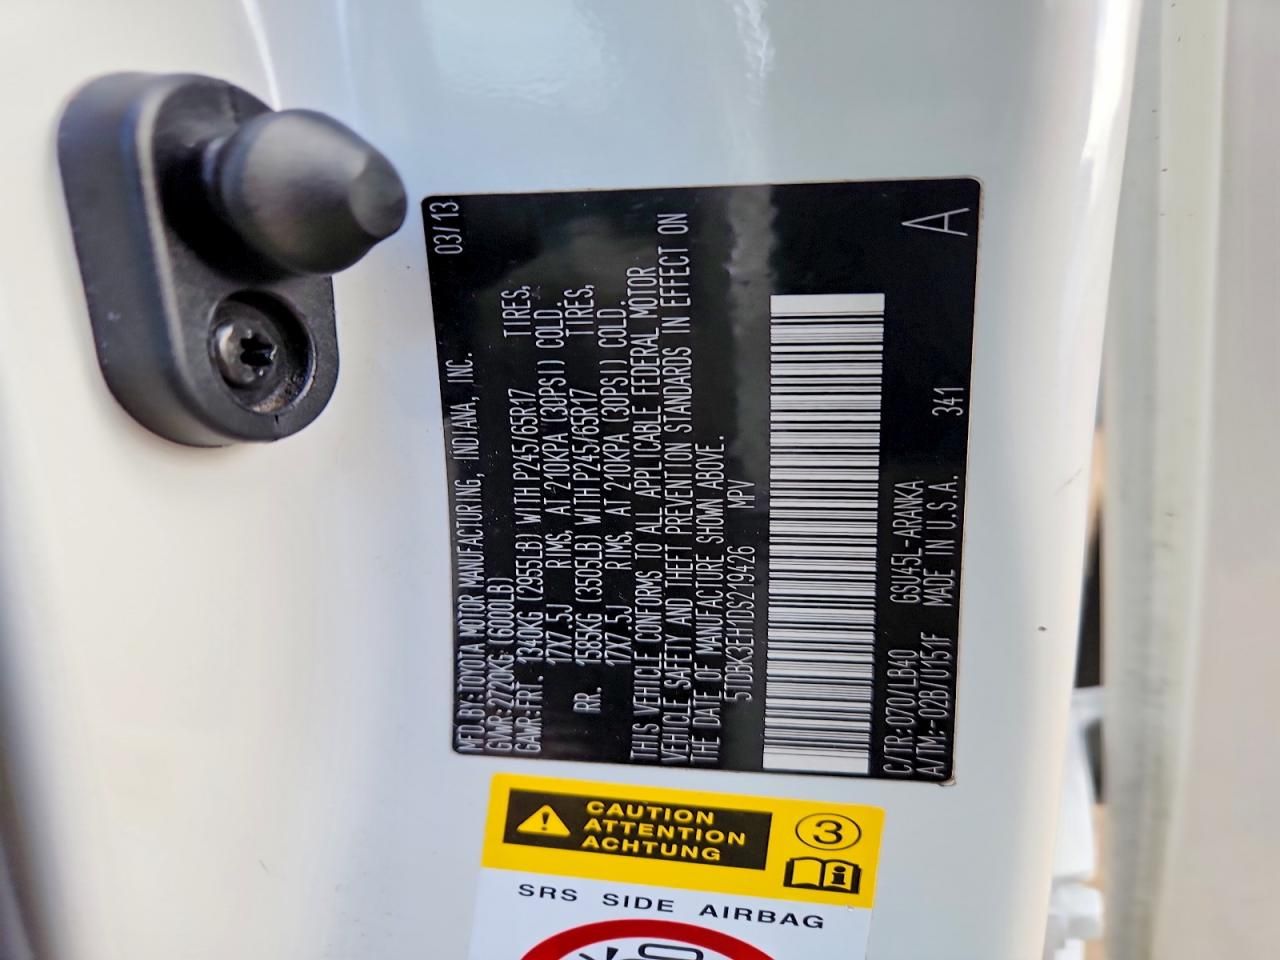 MFD. BY: TOYOTA MOTOR MANUFACTURING, INDIANA, INC. 03/13
GVWR: 2720KG (6000LB)
GAWR: FRT. 1340KG (2955LB) WITH P245/65R17 TIRES,
17X7.5J RIMS, AT 210KPA (30PSI) COLD.
RR. 1585KG (3505LB) WITH P245/65R17 TIRES,
17X7.5J RIMS, AT 210KPA (30PSI) COLD.
THIS VEHICLE CONFORMS TO ALL APPLICABLE FEDERAL MOTOR
VEHICLE SAFETY AND THEFT PREVENTION STANDARDS IN EFFECT ON
THE DATE OF MANUFACTURE SHOWN ABOVE.
5TDBK3EH1DS219426 MPV
C/TR: 070/LB40 GSU45L-ARANKA A
A/TM: -02B/U151F MADE IN U.S.A. 341
CAUTION
ATTENTION
ACHTUNG
3
i
SRS SIDE AIRBAG